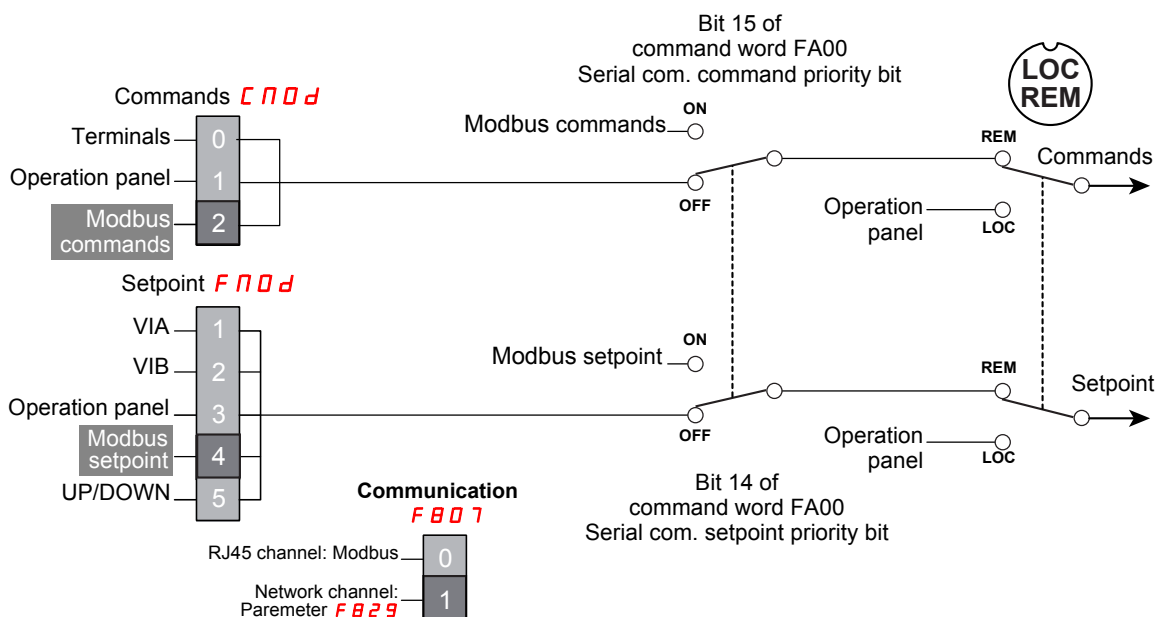 Bit 15 of
command word FA00
Serial com. command priority bit
LOC
REM
Commands CMOd
Terminals
0
Operation panel
1
Modbus
commands
2
Modbus commands
ON
OFF
REM
Commands
Operation
panel
LOC
Setpoint FMOd
VIA
1
VIB
2
Operation panel
3
Modbus
setpoint
4
UP/DOWN
5
Modbus setpoint
ON
OFF
REM
Setpoint
Operation
panel
LOC
Bit 14 of
command word FA00
Serial com. setpoint priority bit
Communication
F807
RJ45 channel: Modbus
0
Network channel:
Paremeter F829
1